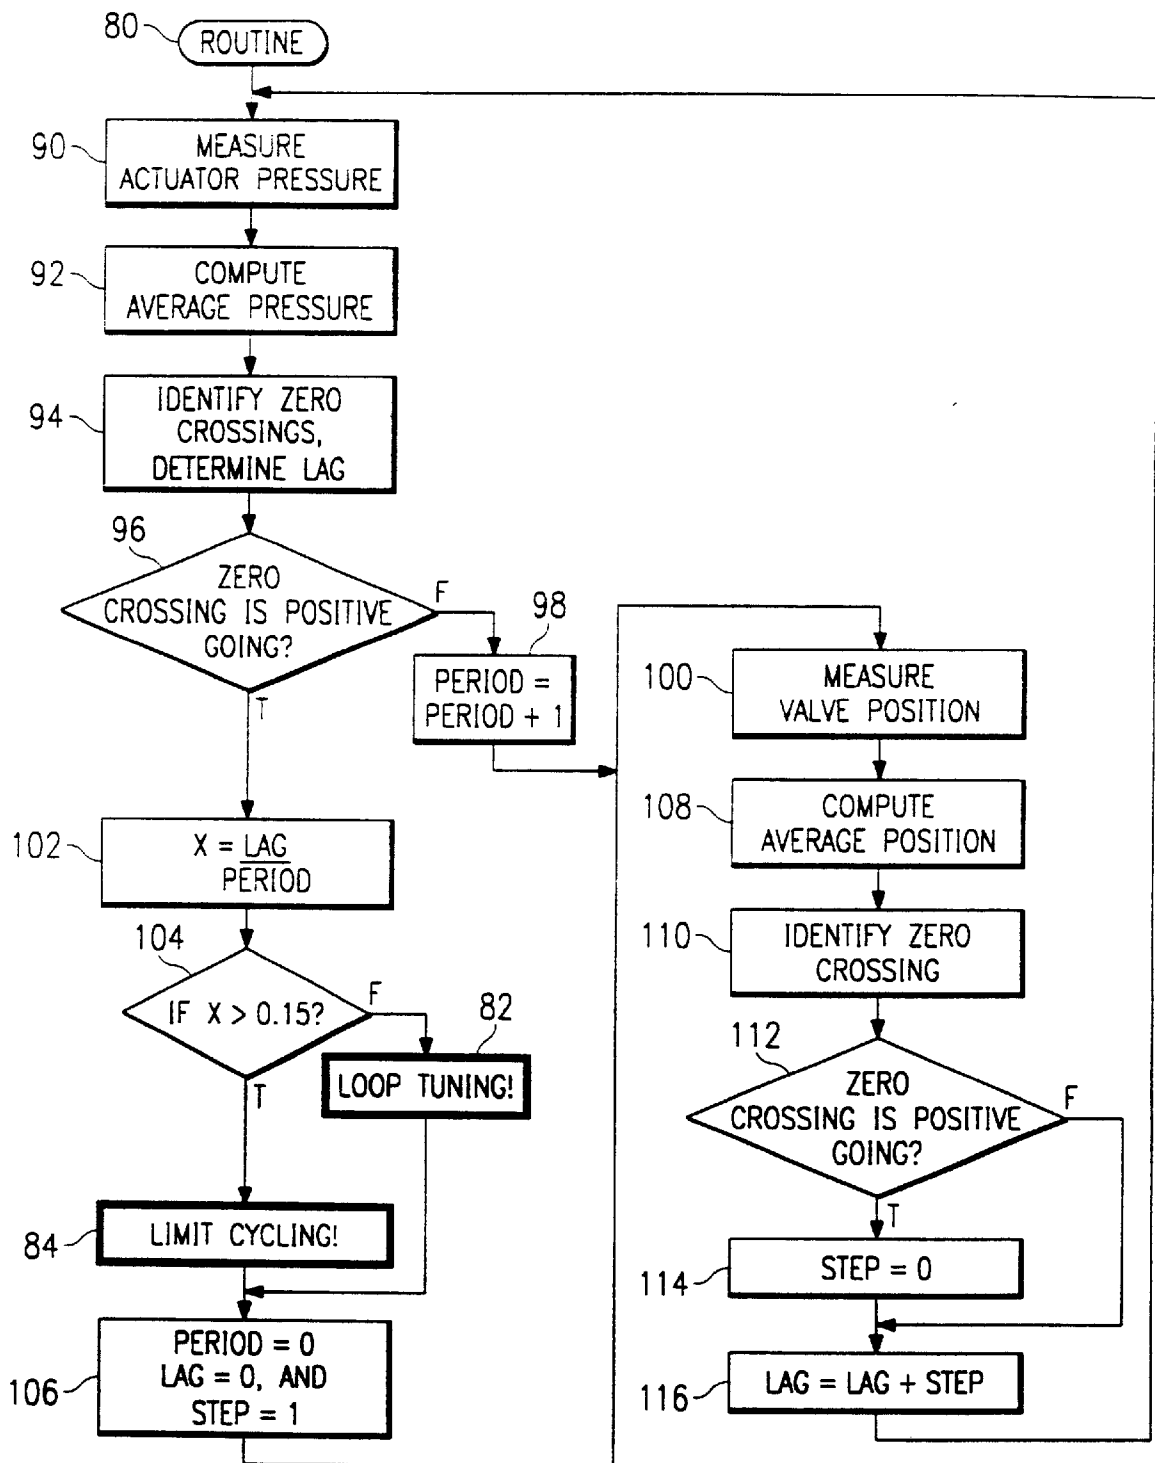 80
ROUTINE
90
MEASURE
ACTUATOR PRESSURE
92
COMPUTE
AVERAGE PRESSURE
94
IDENTIFY ZERO
CROSSINGS,
DETERMINE LAG
96
ZERO
CROSSING IS POSITIVE
GOING?
F
T
98
PERIOD =
PERIOD + 1
102
X = LAG
PERIOD
104
IF X > 0.15?
F
T
82
LOOP TUNING!
84
LIMIT CYCLING!
106
PERIOD = 0
LAG = 0, AND
STEP = 1
100
MEASURE
VALVE POSITION
108
COMPUTE
AVERAGE POSITION
110
IDENTIFY ZERO
CROSSING
112
ZERO
CROSSING IS POSITIVE
GOING?
F
T
114
STEP = 0
116
LAG = LAG + STEP